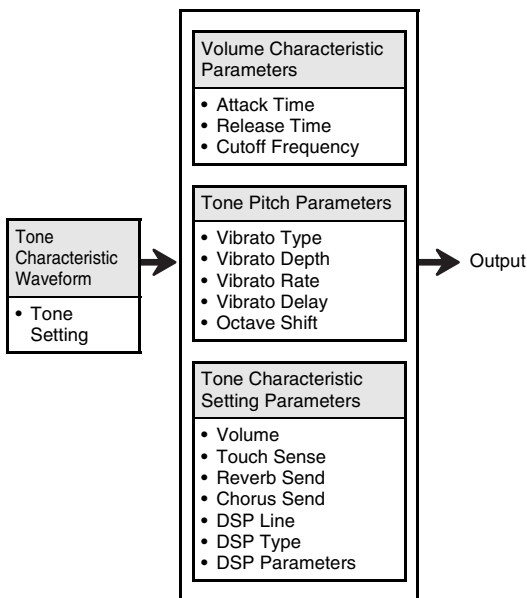 Tone
Characteristic
Waveform
• Tone
Setting
Volume Characteristic
Parameters
• Attack Time
• Release Time
• Cutoff Frequency
Tone Pitch Parameters
• Vibrato Type
• Vibrato Depth
• Vibrato Rate
• Vibrato Delay
• Octave Shift
Tone Characteristic
Setting Parameters
• Volume
• Touch Sense
• Reverb Send
• Chorus Send
• DSP Line
• DSP Type
• DSP Parameters
Output